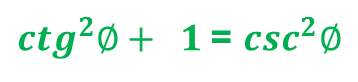 ctg²∅ + 1 = csc²∅